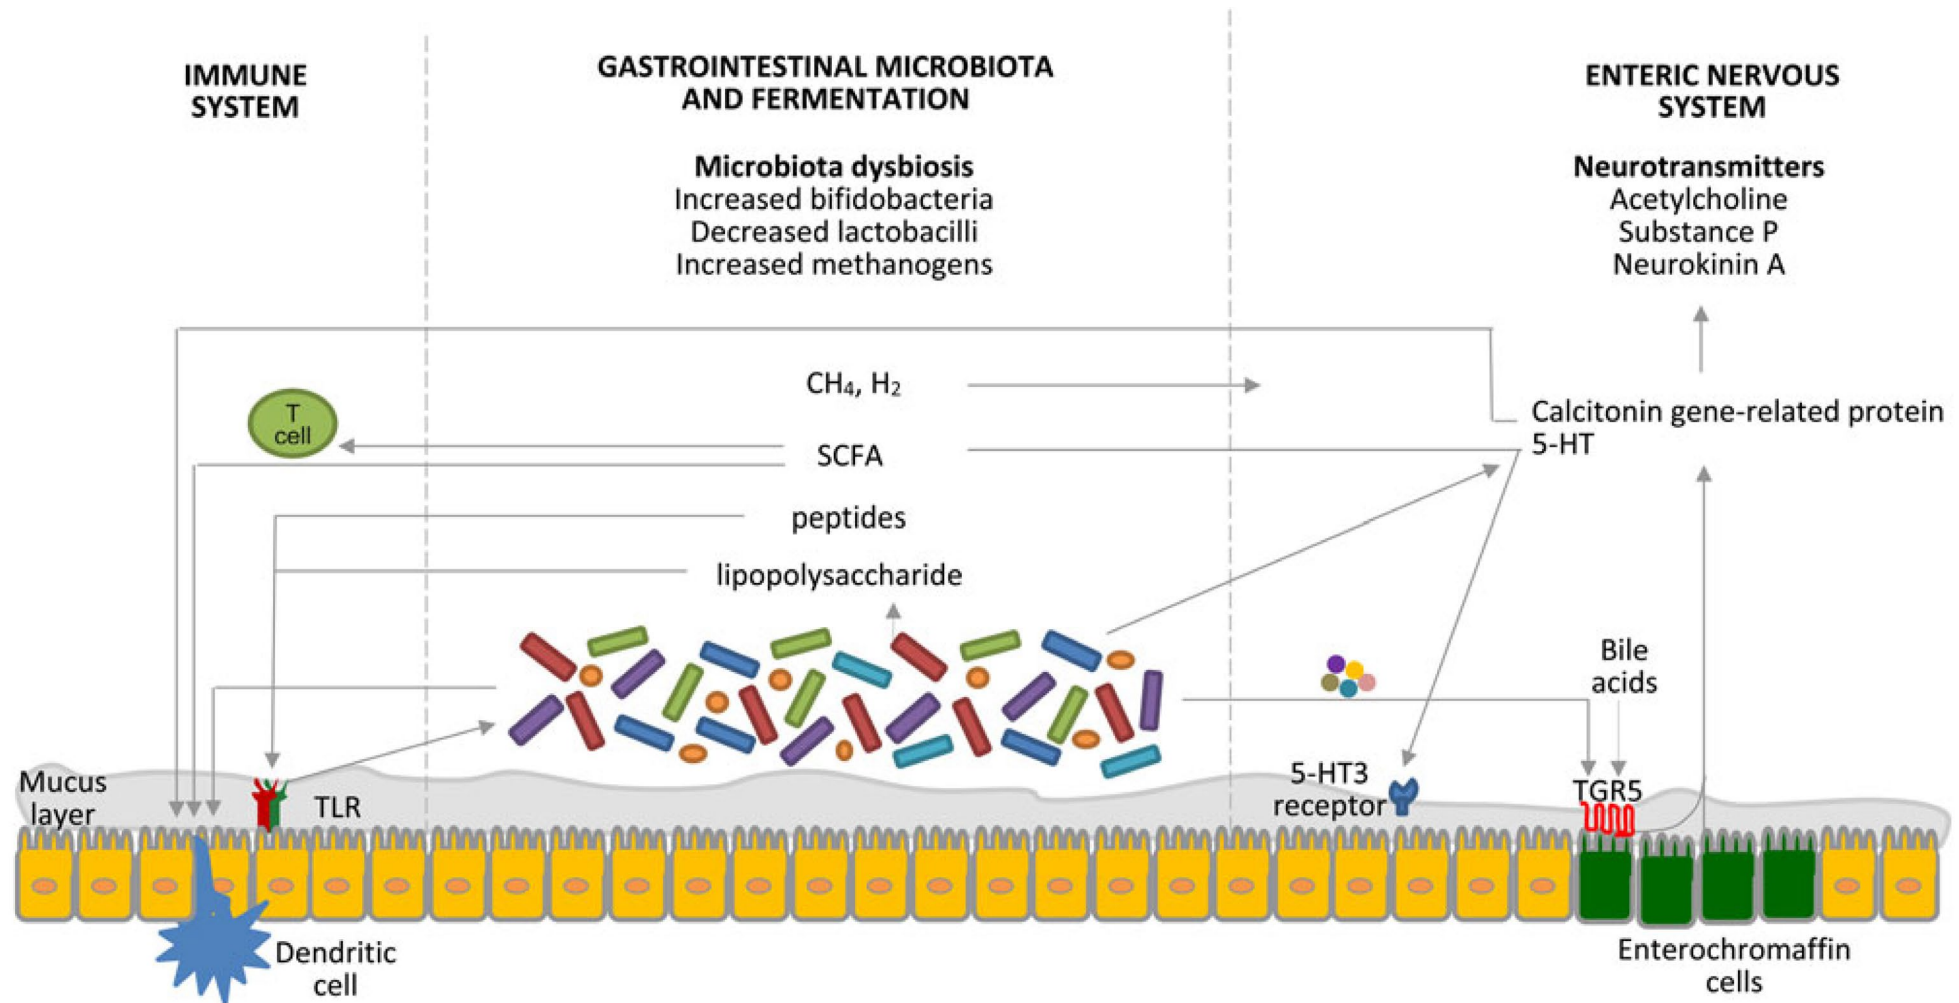 IMMUNE
SYSTEM
GASTROINTESTINAL MICROBIOTA
AND FERMENTATION
Microbiota dysbiosis
Increased bifidobacteria
Decreased lactobacilli
Increased methanogens
ENTERIC NERVOUS
SYSTEM
Neurotransmitters
Acetylcholine
Substance P
Neurokinin A
CH₄, H₂
T
cell
SCFA
Calcitonin gene-related protein
5-HT
peptides
lipopolysaccharide
Bile
acids
Mucus
layer
TLR
5-HT3
receptor
TGR5
Dendritic
cell
Enterochromaffin
cells